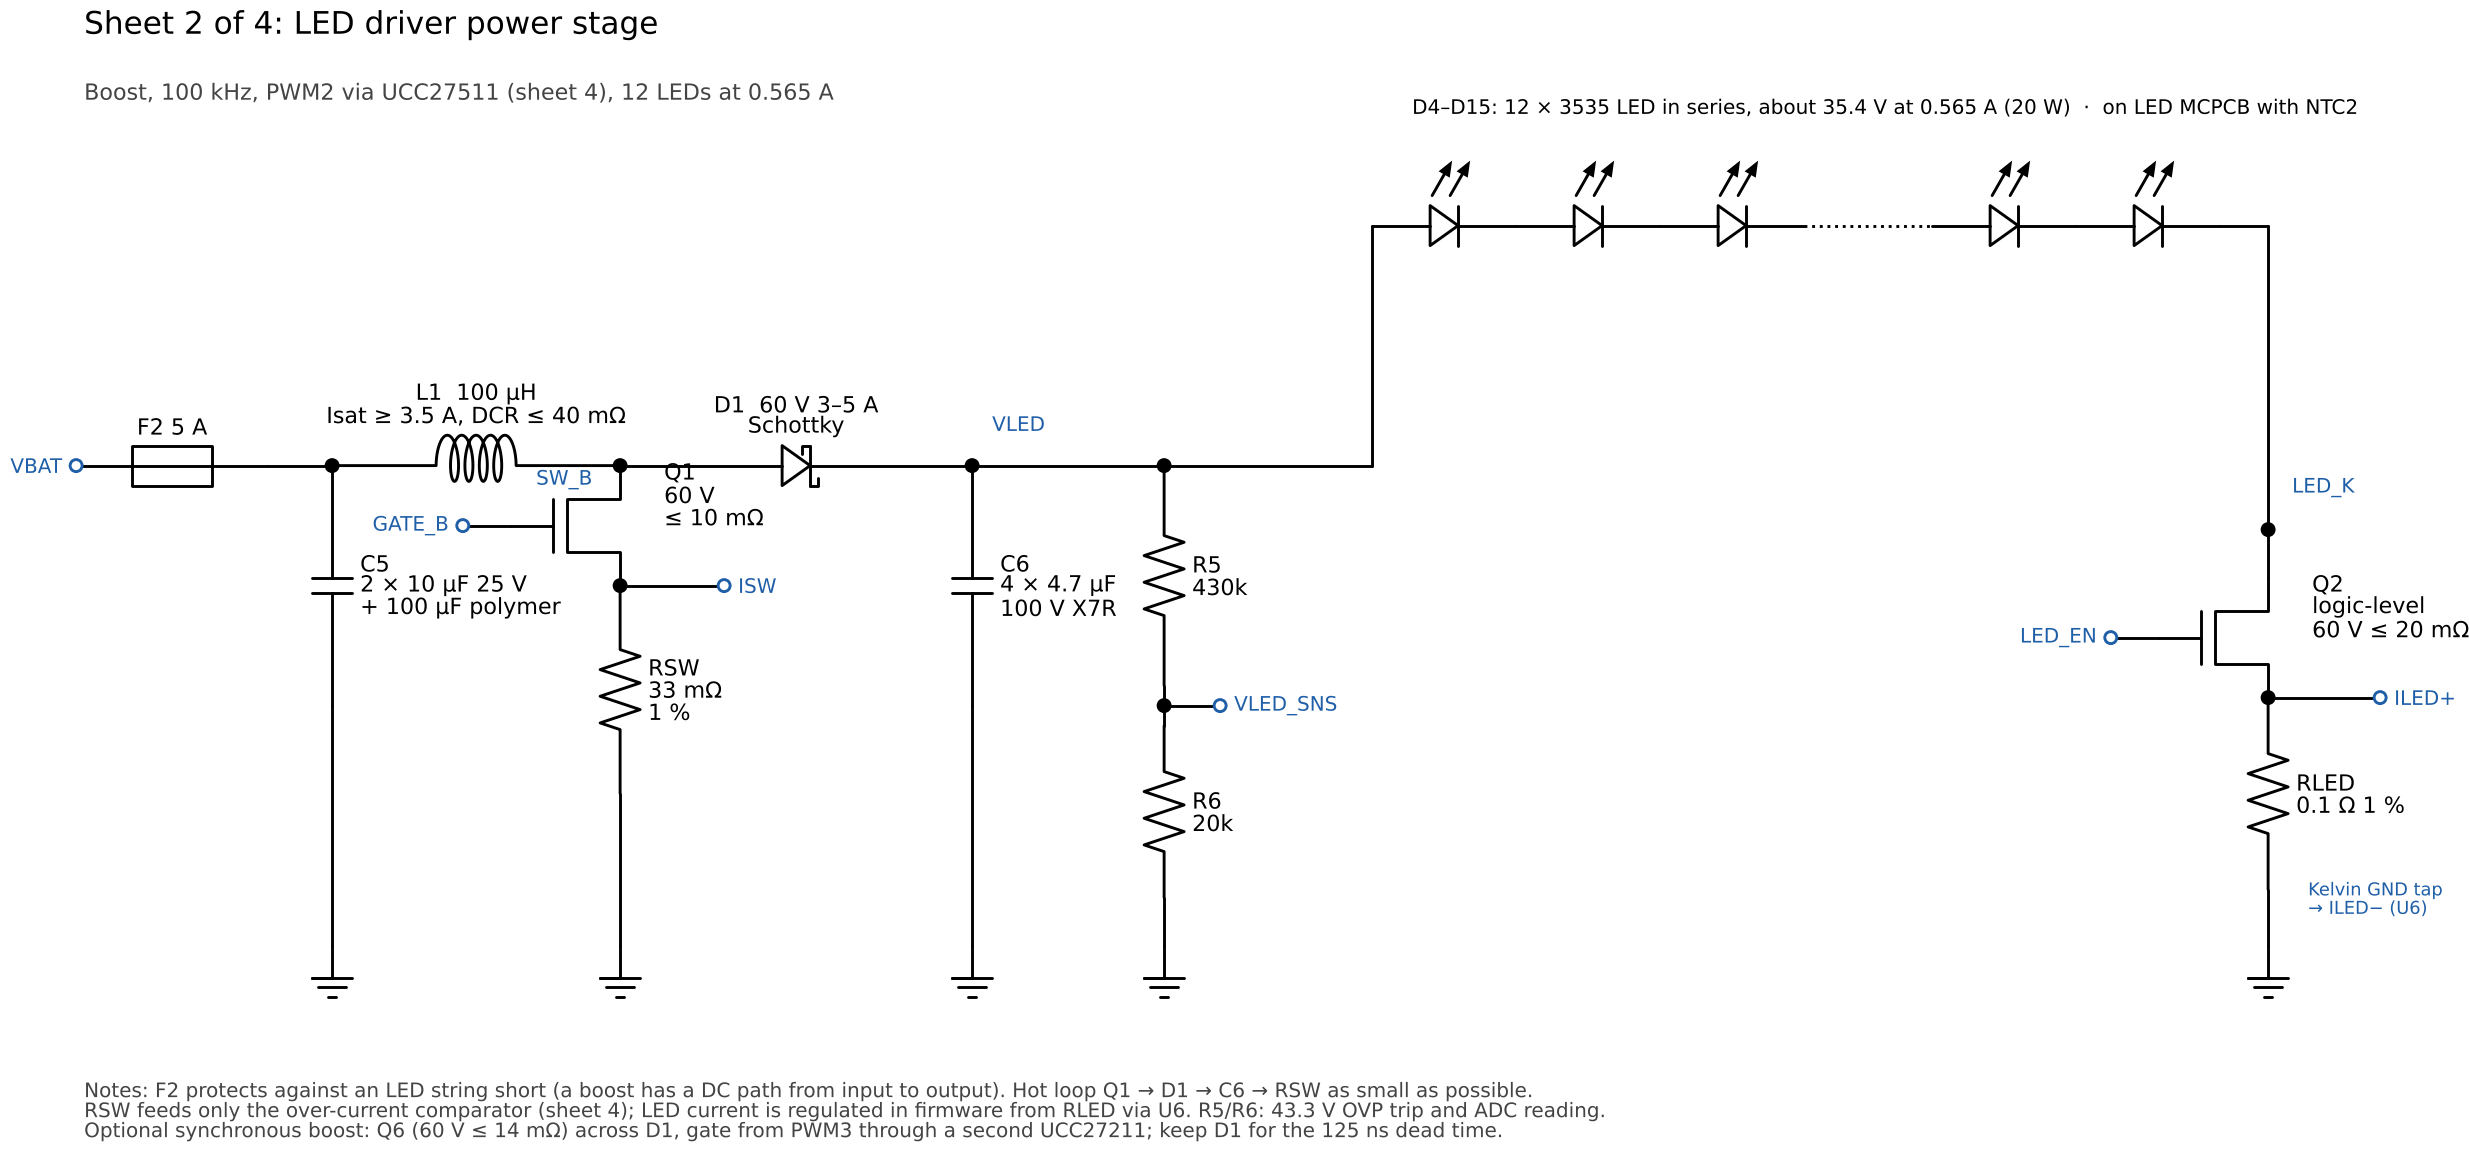 Sheet 2 of 4: LED driver power stage
Boost, 100 kHz, PWM2 via UCC27511 (sheet 4), 12 LEDs at 0.565 A
D4–D15: 12 × 3535 LED in series, about 35.4 V at 0.565 A (20 W)  ·  on LED MCPCB with NTC2
L1  100 µH
Isat ≥ 3.5 A, DCR ≤ 40 mΩ
F2 5 A
VBAT
D1  60 V 3–5 A
Schottky
VLED
SW_B
Q1
60 V
≤ 10 mΩ
GATE_B
C5
2 × 10 µF 25 V
+ 100 µF polymer
ISW
RSW
33 mΩ
1 %
C6
4 × 4.7 µF
100 V X7R
R5
430k
VLED_SNS
R6
20k
LED_K
Q2
logic-level
60 V ≤ 20 mΩ
LED_EN
ILED+
RLED
0.1 Ω 1 %
Kelvin GND tap
→ ILED− (U6)
Notes: F2 protects against an LED string short (a boost has a DC path from input to output). Hot loop Q1 → D1 → C6 → RSW as small as possible.
RSW feeds only the over-current comparator (sheet 4); LED current is regulated in firmware from RLED via U6. R5/R6: 43.3 V OVP trip and ADC reading.
Optional synchronous boost: Q6 (60 V ≤ 14 mΩ) across D1, gate from PWM3 through a second UCC27211; keep D1 for the 125 ns dead time.